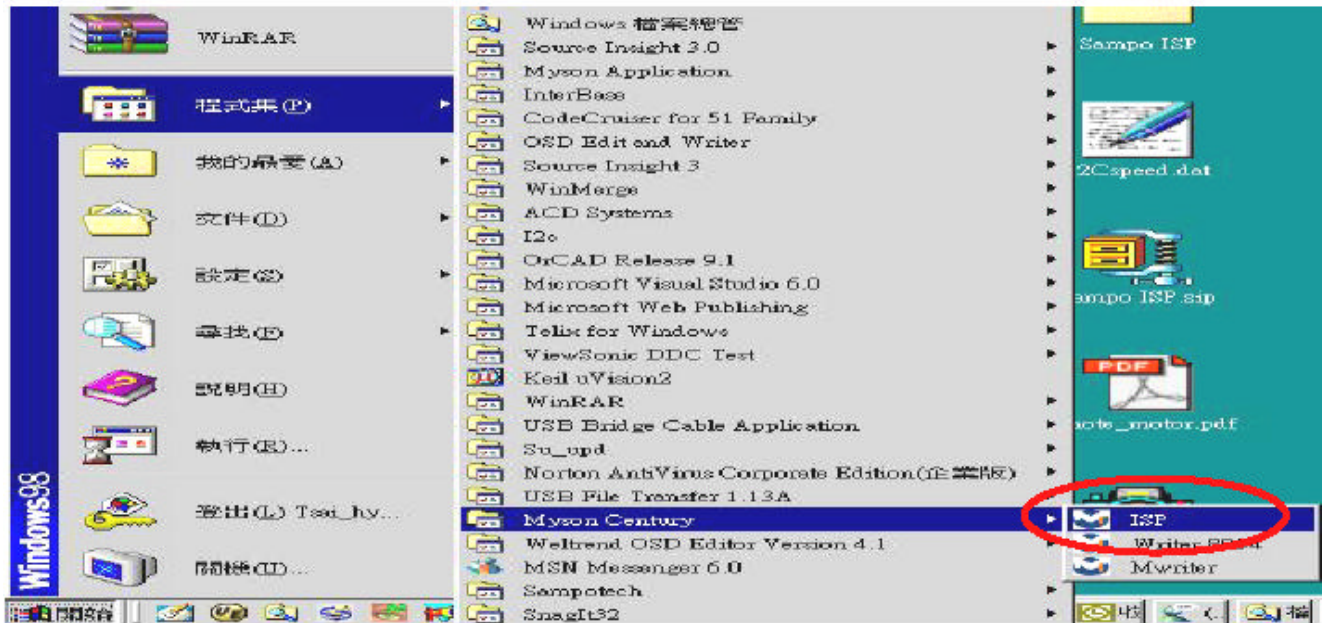 WinRAR
程式集(P)
我的最愛(A)
文件(D)
設定(S)
尋找(F)
說明(H)
執行(R)...
登出(L) Tsai_hy...
關機(U)...
Windows98
開始
Windows 檔案總管
Source Insight 3.0
Myson Application
InterBase
CodeCruiser for 51 Family
OSD Edit and Writer
Source Insight 3
WinMerge
ACD Systems
I2c
OrCAD Release 9.1
Microsoft Visual Studio 6.0
Microsoft Web Publishing
Telix for Windows
ViewSonic DDC Test
Keil uVision2
WinRAR
USB Bridge Cable Application
Su_upd
Norton AntiVirus Corporate Edition(企業版)
USB File Transfer 1.13A
Myson Century
Weltrend OSD Editor Version 4.1
MSN Messenger 6.0
Sampotech
SnagIt32
ISP
Writer
Mwriter
Sampo ISP
2Cspeed.dat
ampo ISP.zip
PDF
note_motor.pdf
收
檔